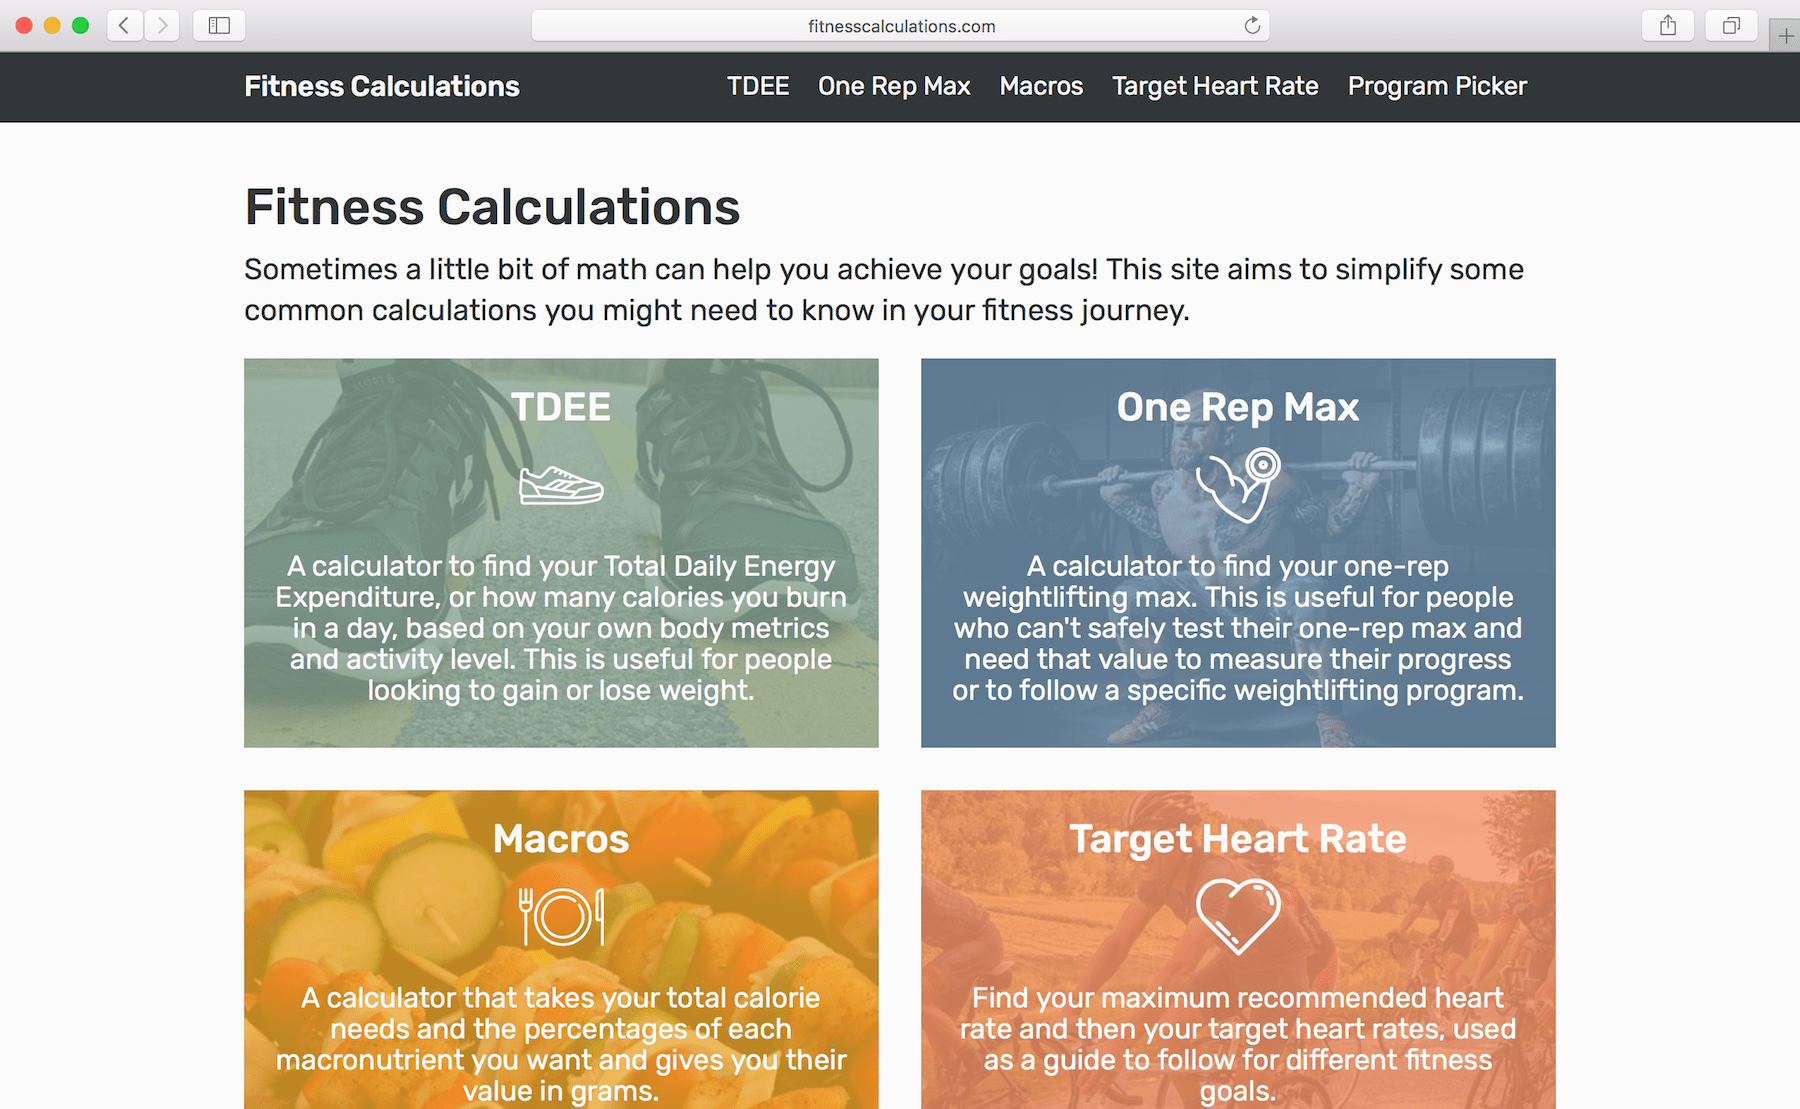 fitnesscalculations.com
Fitness Calculations
TDEE
One Rep Max
Macros
Target Heart Rate
Program Picker
Fitness Calculations
Sometimes a little bit of math can help you achieve your goals! This site aims to simplify some
common calculations you might need to know in your fitness journey.
TDEE
A calculator to find your Total Daily Energy
Expenditure, or how many calories you burn
in a day, based on your own body metrics
and activity level. This is useful for people
looking to gain or lose weight.
One Rep Max
A calculator to find your one-rep
weightlifting max. This is useful for people
who can't safely test their one-rep max and
need that value to measure their progress
or to follow a specific weightlifting program.
Macros
A calculator that takes your total calorie
needs and the percentages of each
macronutrient you want and gives you their
value in grams.
Target Heart Rate
Find your maximum recommended heart
rate and then your target heart rates, used
as a guide to follow for different fitness
goals.